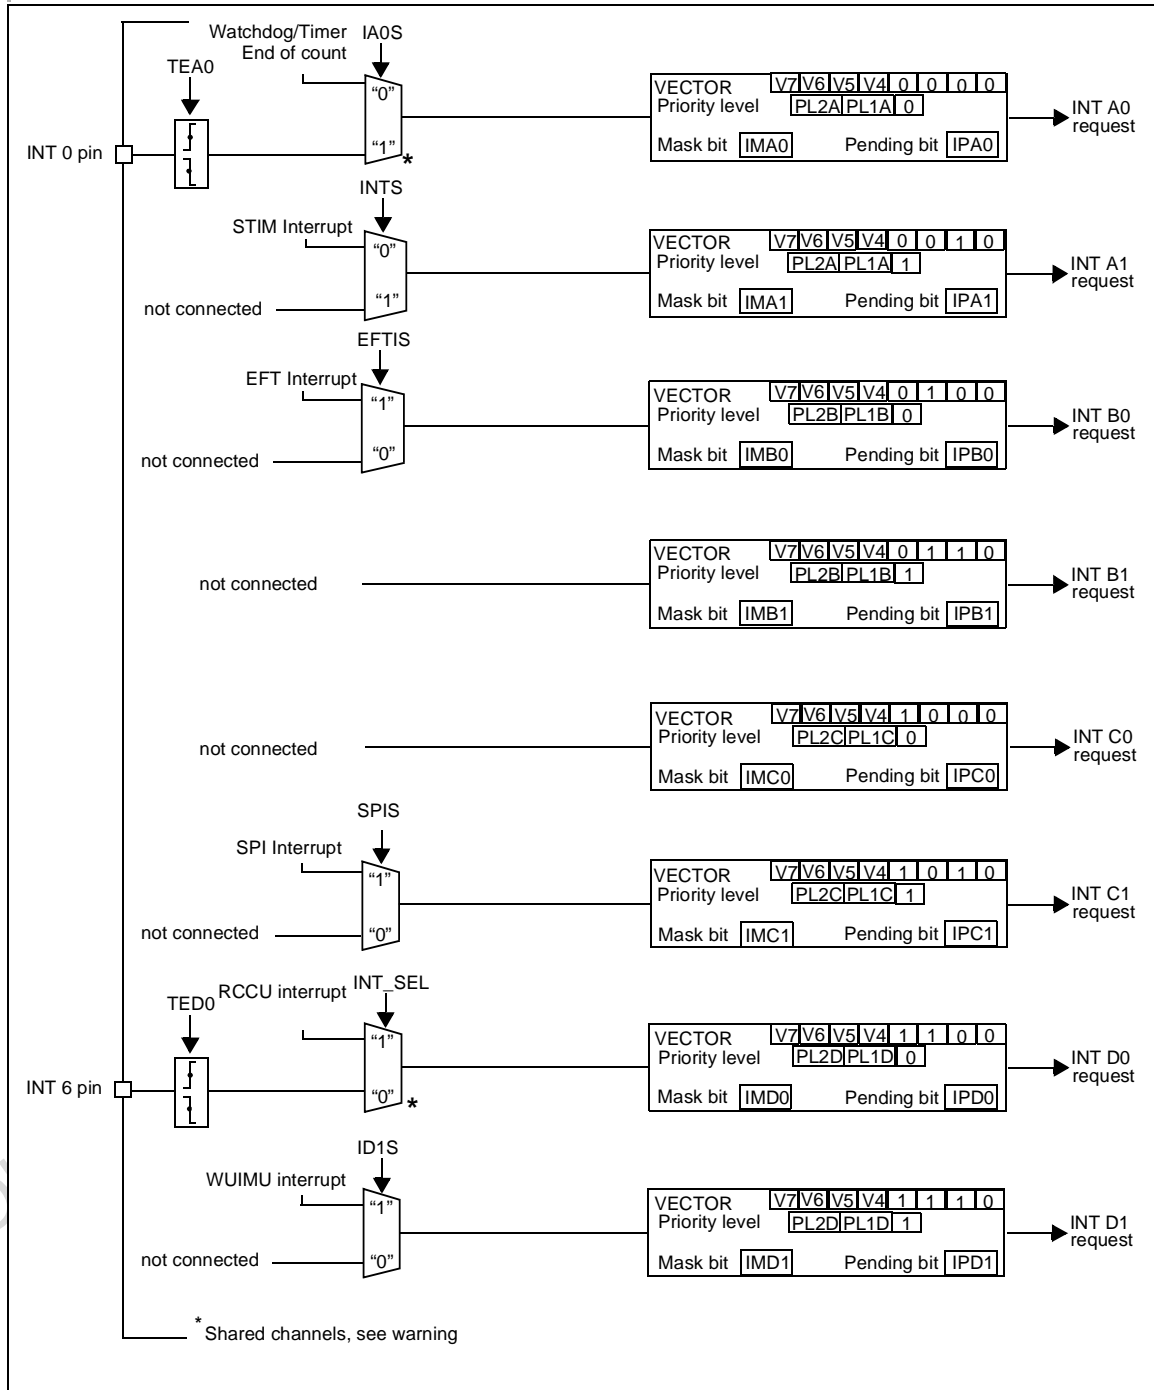 Watchdog/Timer IA0S
End of count
TEA0
"0"
VECTOR V7 V6 V5 V4 0 0 0 0
Priority level PL2A PL1A 0
INT A0
request
INT 0 pin
"1" *
Mask bit IMA0 Pending bit IPA0
INTS
STIM Interrupt
"0"
VECTOR V7 V6 V5 V4 0 0 1 0
Priority level PL2A PL1A 1
INT A1
request
not connected "1"
Mask bit IMA1 Pending bit IPA1
EFTIS
EFT Interrupt
"1"
VECTOR V7 V6 V5 V4 0 1 0 0
Priority level PL2B PL1B 0
INT B0
request
not connected "0"
Mask bit IMB0 Pending bit IPB0
VECTOR V7 V6 V5 V4 0 1 1 0
Priority level PL2B PL1B 1
not connected
INT B1
request
Mask bit IMB1 Pending bit IPB1
VECTOR V7 V6 V5 V4 1 0 0 0
Priority level PL2C PL1C 0
not connected
INT C0
request
Mask bit IMC0 Pending bit IPC0
SPIS
SPI Interrupt
"1"
VECTOR V7 V6 V5 V4 1 0 1 0
Priority level PL2C PL1C 1
INT C1
request
not connected "0"
Mask bit IMC1 Pending bit IPC1
RCCU interrupt INT_SEL
TED0
"1"
VECTOR V7 V6 V5 V4 1 1 0 0
Priority level PL2D PL1D 0
INT D0
request
INT 6 pin
"0" *
Mask bit IMD0 Pending bit IPD0
ID1S
WUIMU interrupt
"1"
VECTOR V7 V6 V5 V4 1 1 1 0
Priority level PL2D PL1D 1
INT D1
request
not connected "0"
Mask bit IMD1 Pending bit IPD1
* Shared channels, see warning